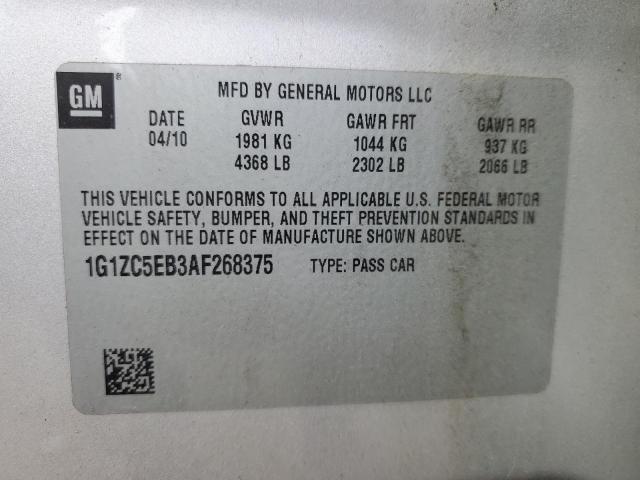 GM® MFD BY GENERAL MOTORS LLC
DATE GVWR GAWR FRT GAWR RR
04/10 1981 KG 1044 KG 937 KG
4368 LB 2302 LB 2066 LB
THIS VEHICLE CONFORMS TO ALL APPLICABLE U.S. FEDERAL MOTOR
VEHICLE SAFETY, BUMPER, AND THEFT PREVENTION STANDARDS IN
EFFECT ON THE DATE OF MANUFACTURE SHOWN ABOVE.
1G1ZC5EB3AF268375 TYPE: PASS CAR